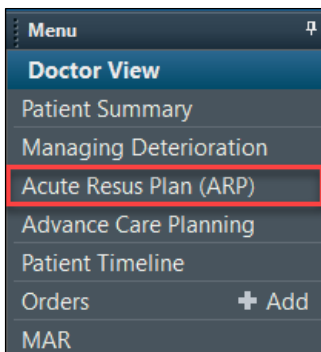 Menu
Doctor View
Patient Summary
Managing Deterioration
Acute Resus Plan (ARP)
Advance Care Planning
Patient Timeline
Orders + Add
MAR